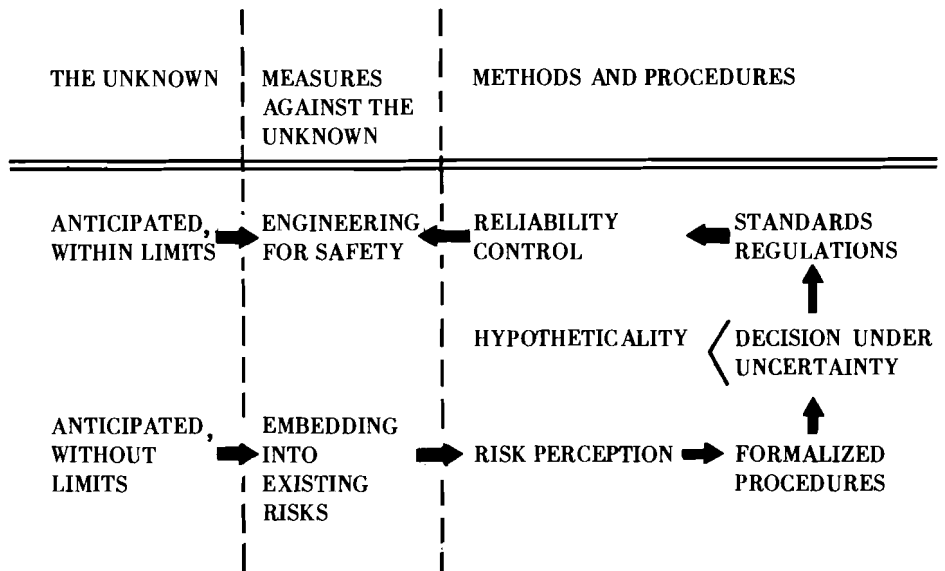 THE UNKNOWN
MEASURES
AGAINST THE
UNKNOWN
METHODS AND PROCEDURES
ANTICIPATED,
WITHIN LIMITS
ENGINEERING
FOR SAFETY
RELIABILITY
CONTROL
STANDARDS
REGULATIONS
HYPOTHETICALITY
DECISION UNDER
UNCERTAINTY
ANTICIPATED,
WITHOUT
LIMITS
EMBEDDING
INTO
EXISTING
RISKS
RISK PERCEPTION
FORMALIZED
PROCEDURES